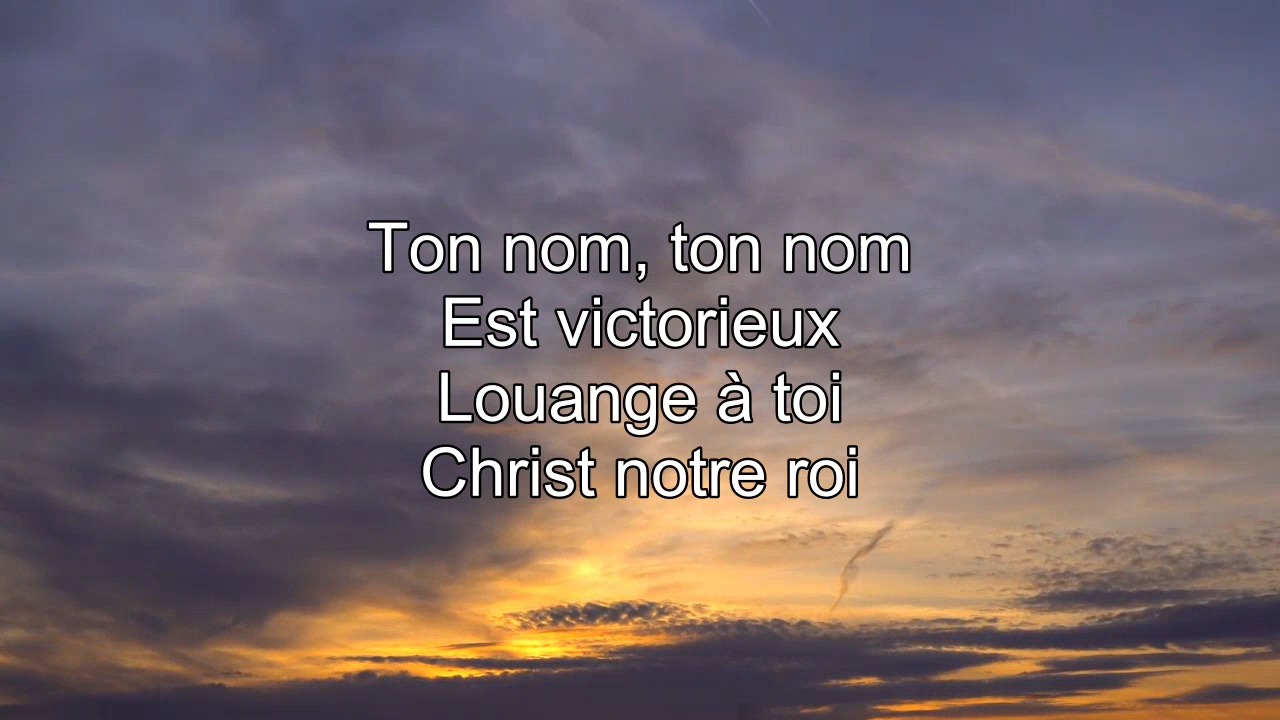 Ton nom, ton nom
Est victorieux
Louange à toi
Christ notre roi